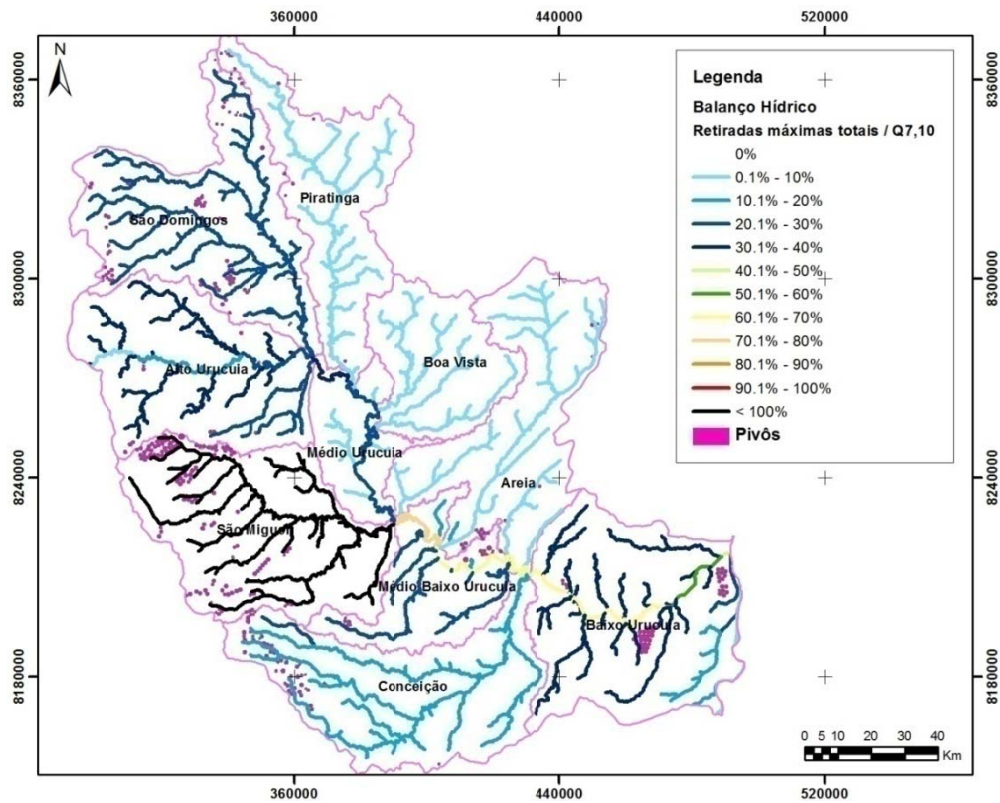 360000 440000 520000
N
8360000 8360000
8300000 8300000
8240000 8240000
8180000 8180000
Legenda
Balanço Hídrico
Retiradas máximas totais / Q7,10
0%
0.1% - 10%
10.1% - 20%
20.1% - 30%
30.1% - 40%
40.1% - 50%
50.1% - 60%
60.1% - 70%
70.1% - 80%
80.1% - 90%
90.1% - 100%
< 100%
Pivôs
Piratinga
São Domingos
Boa Vista
Alto Urucuia
Médio Urucuia
Areia
São Miguel
Médio Baixo Urucuia
Baixo Urucuia
Conceição
0 5 10 20 30 40
Km
360000 440000 520000